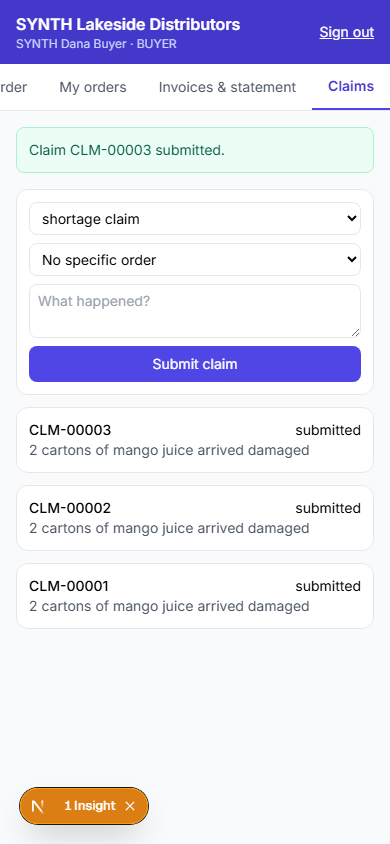 SYNTH Lakeside Distributors
SYNTH Dana Buyer · BUYER
Sign out
rder
My orders
Invoices & statement
Claims
Claim CLM-00003 submitted.
shortage claim
No specific order
What happened?
Submit claim
CLM-00003
submitted
2 cartons of mango juice arrived damaged
CLM-00002
submitted
2 cartons of mango juice arrived damaged
CLM-00001
submitted
2 cartons of mango juice arrived damaged
N
1 Insight